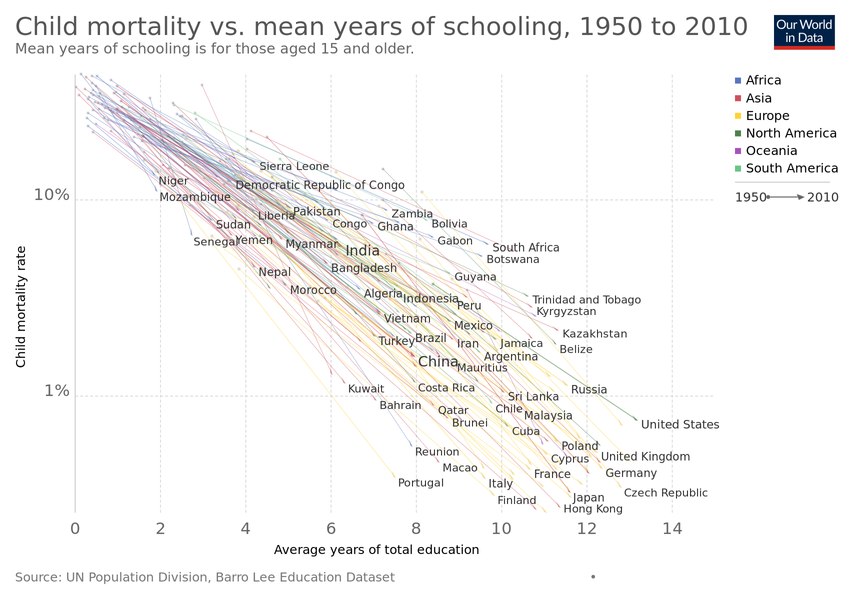 Child mortality vs. mean years of schooling, 1950 to 2010
Mean years of schooling is for those aged 15 and older.
Our World
in Data
Africa
Asia
Europe
North America
Oceania
South America
1950 2010
Child mortality rate
10%
1%
Sierra Leone
Niger
Democratic Republic of Congo
Mozambique
Liberia
Pakistan
Zambia
Sudan
Congo
Ghana
Bolivia
Senegal
Yemen
Myanmar
India
Gabon
South Africa
Botswana
Nepal
Bangladesh
Guyana
Morocco
Algeria
Indonesia
Peru
Trinidad and Tobago
Kyrgyzstan
Vietnam
Mexico
Kazakhstan
Turkey
Brazil
Iran
Jamaica
Belize
China
Argentina
Mauritius
Kuwait
Costa Rica
Russia
Bahrain
Sri Lanka
Qatar
Chile
Malaysia
Brunei
Cuba
United States
Reunion
Poland
Macao
Cyprus
United Kingdom
Portugal
Italy
France
Germany
Finland
Japan
Czech Republic
Hong Kong
0 2 4 6 8 10 12 14
Average years of total education
Source: UN Population Division, Barro Lee Education Dataset